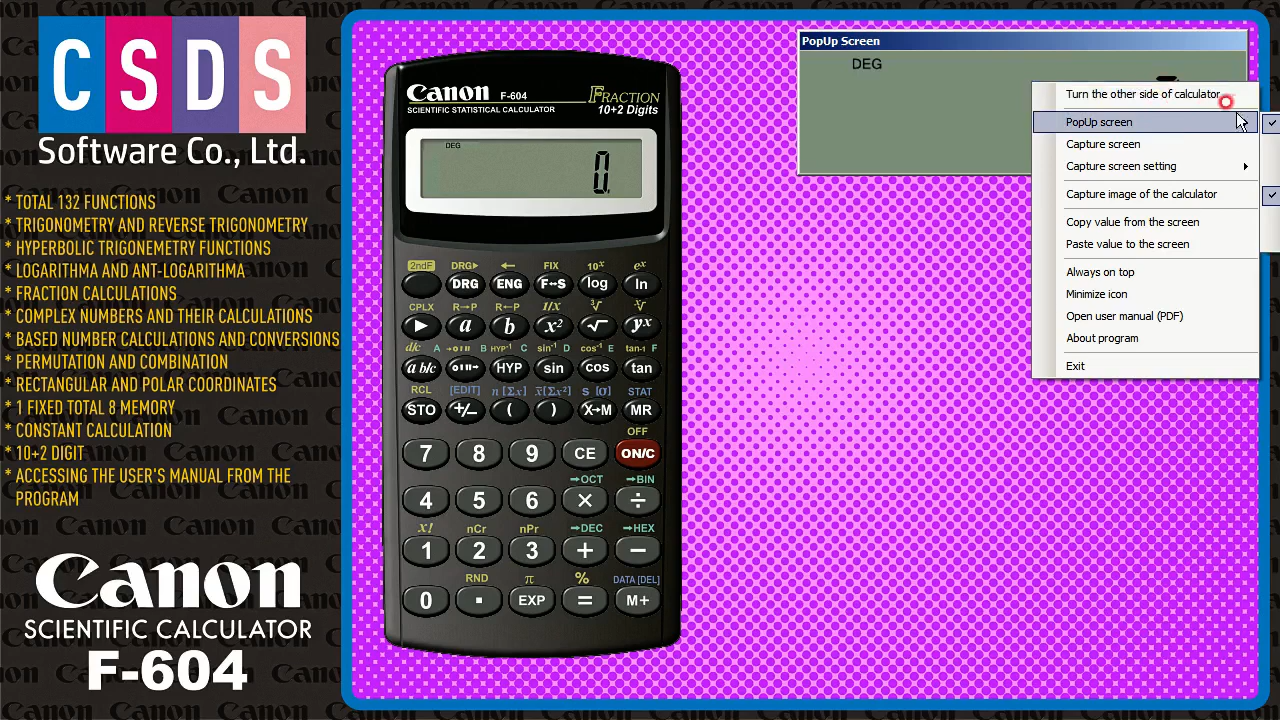 CSDS
Software Co., Ltd.
* TOTAL 132 FUNCTIONS
* TRIGONOMETRY AND REVERSE TRIGONOMETRY
* HYPERBOLIC TRIGONEMETRY FUNCTIONS
* LOGARITHMA AND ANT-LOGARITHMA
* FRACTION CALCULATIONS
* COMPLEX NUMBERS AND THEIR CALCULATIONS
* BASED NUMBER CALCULATIONS AND CONVERSIONS
* PERMUTATION AND COMBINATION
* RECTANGULAR AND POLAR COORDINATES
* 1 FIXED TOTAL 8 MEMORY
* CONSTANT CALCULATION
* 10+2 DIGIT
* ACCESSING THE USER'S MANUAL FROM THE
PROGRAM
Canon
SCIENTIFIC CALCULATOR
F-604
Canon F-604 FRACTION
SCIENTIFIC STATISTICAL CALCULATOR 10+2 Digits
DEG
0.
2ndF DRG▶ ← FIX 10ˣ eˣ
DRG ENG F↔S log ln
CPLX R→P R←P 1/x ³√ ˣ√
▶ a b x² √ yˣ
d/c A →o''' B HYP⁻¹ C sin⁻¹ D cos⁻¹ E tan⁻¹ F
a b/c o''' HYP sin cos tan
RCL [EDIT] n [Σx] x̄[Σx²] s [σ] STAT
STO +/− ( ) X→M MR
OFF
7 8 9 CE ON/C
→OCT →BIN
4 5 6 × ÷
x! nCr nPr →DEC →HEX
1 2 3 + −
RND π % DATA [DEL]
0 . EXP = M+
PopUp Screen
DEG
Turn the other side of calculator
PopUp screen
Capture screen
Capture screen setting
Capture image of the calculator
Copy value from the screen
Paste value to the screen
Always on top
Minimize icon
Open user manual (PDF)
About program
Exit